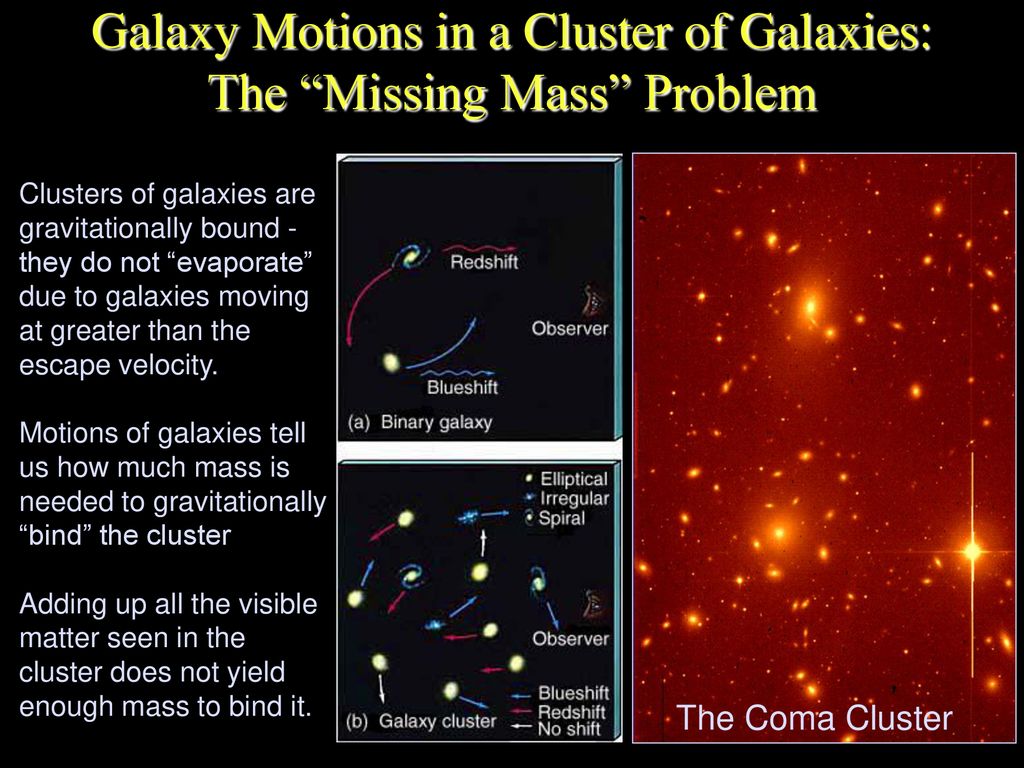 Galaxy Motions in a Cluster of Galaxies:
The “Missing Mass” Problem
Clusters of galaxies are
gravitationally bound -
they do not “evaporate”
due to galaxies moving
at greater than the
escape velocity.
Motions of galaxies tell
us how much mass is
needed to gravitationally
“bind” the cluster
Adding up all the visible
matter seen in the
cluster does not yield
enough mass to bind it.
Redshift
Observer
Blueshift
(a) Binary galaxy
Elliptical
Irregular
Spiral
Observer
Blueshift
Redshift
No shift
(b) Galaxy cluster
The Coma Cluster